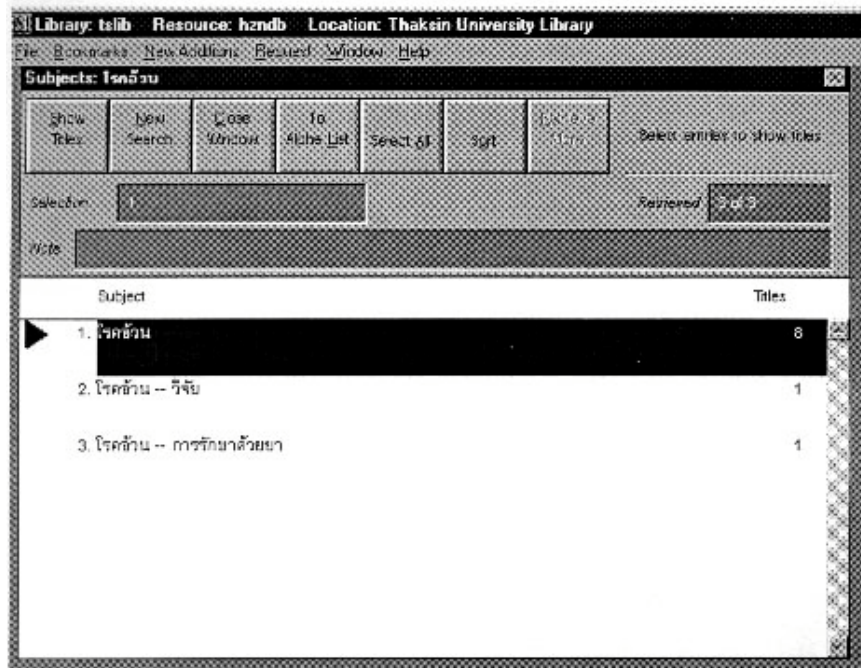 Library: tslib Resource: hzndb Location: Thaksin University Library
File Bookmarks New Additions Request Window Help
Subjects: โรคอ้วน
Show Titles New Search Close Window To Alpha List Select All Sort Select entries to show titles
Selection 1 Retrieved 3 of 3
Note
Subject Titles
1. โรคอ้วน 8
2. โรคอ้วน -- วิจัย 1
3. โรคอ้วน -- การรักษาด้วยยา 1